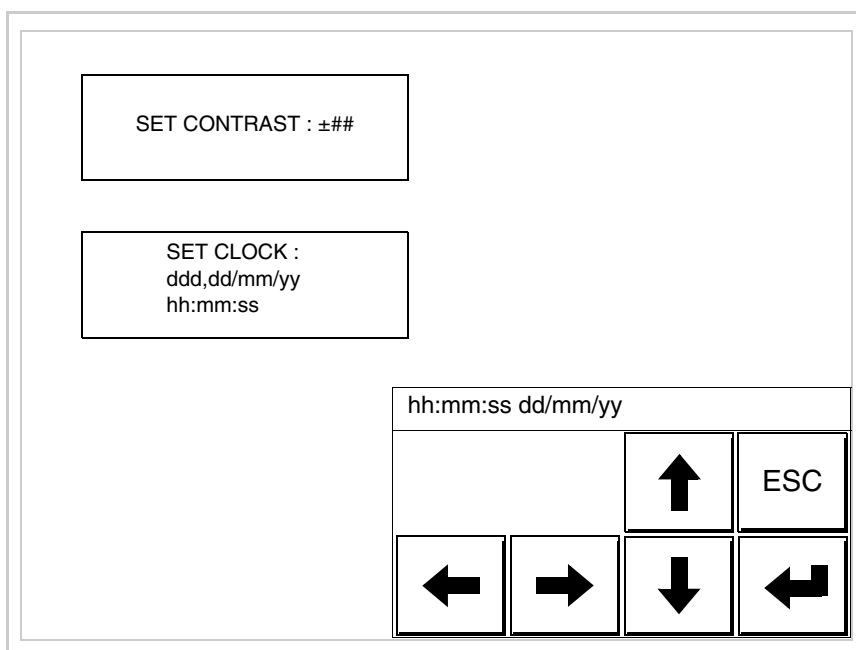 SET CONTRAST : ±##
SET CLOCK :
ddd,dd/mm/yy
hh:mm:ss
hh:mm:ss dd/mm/yy
ESC